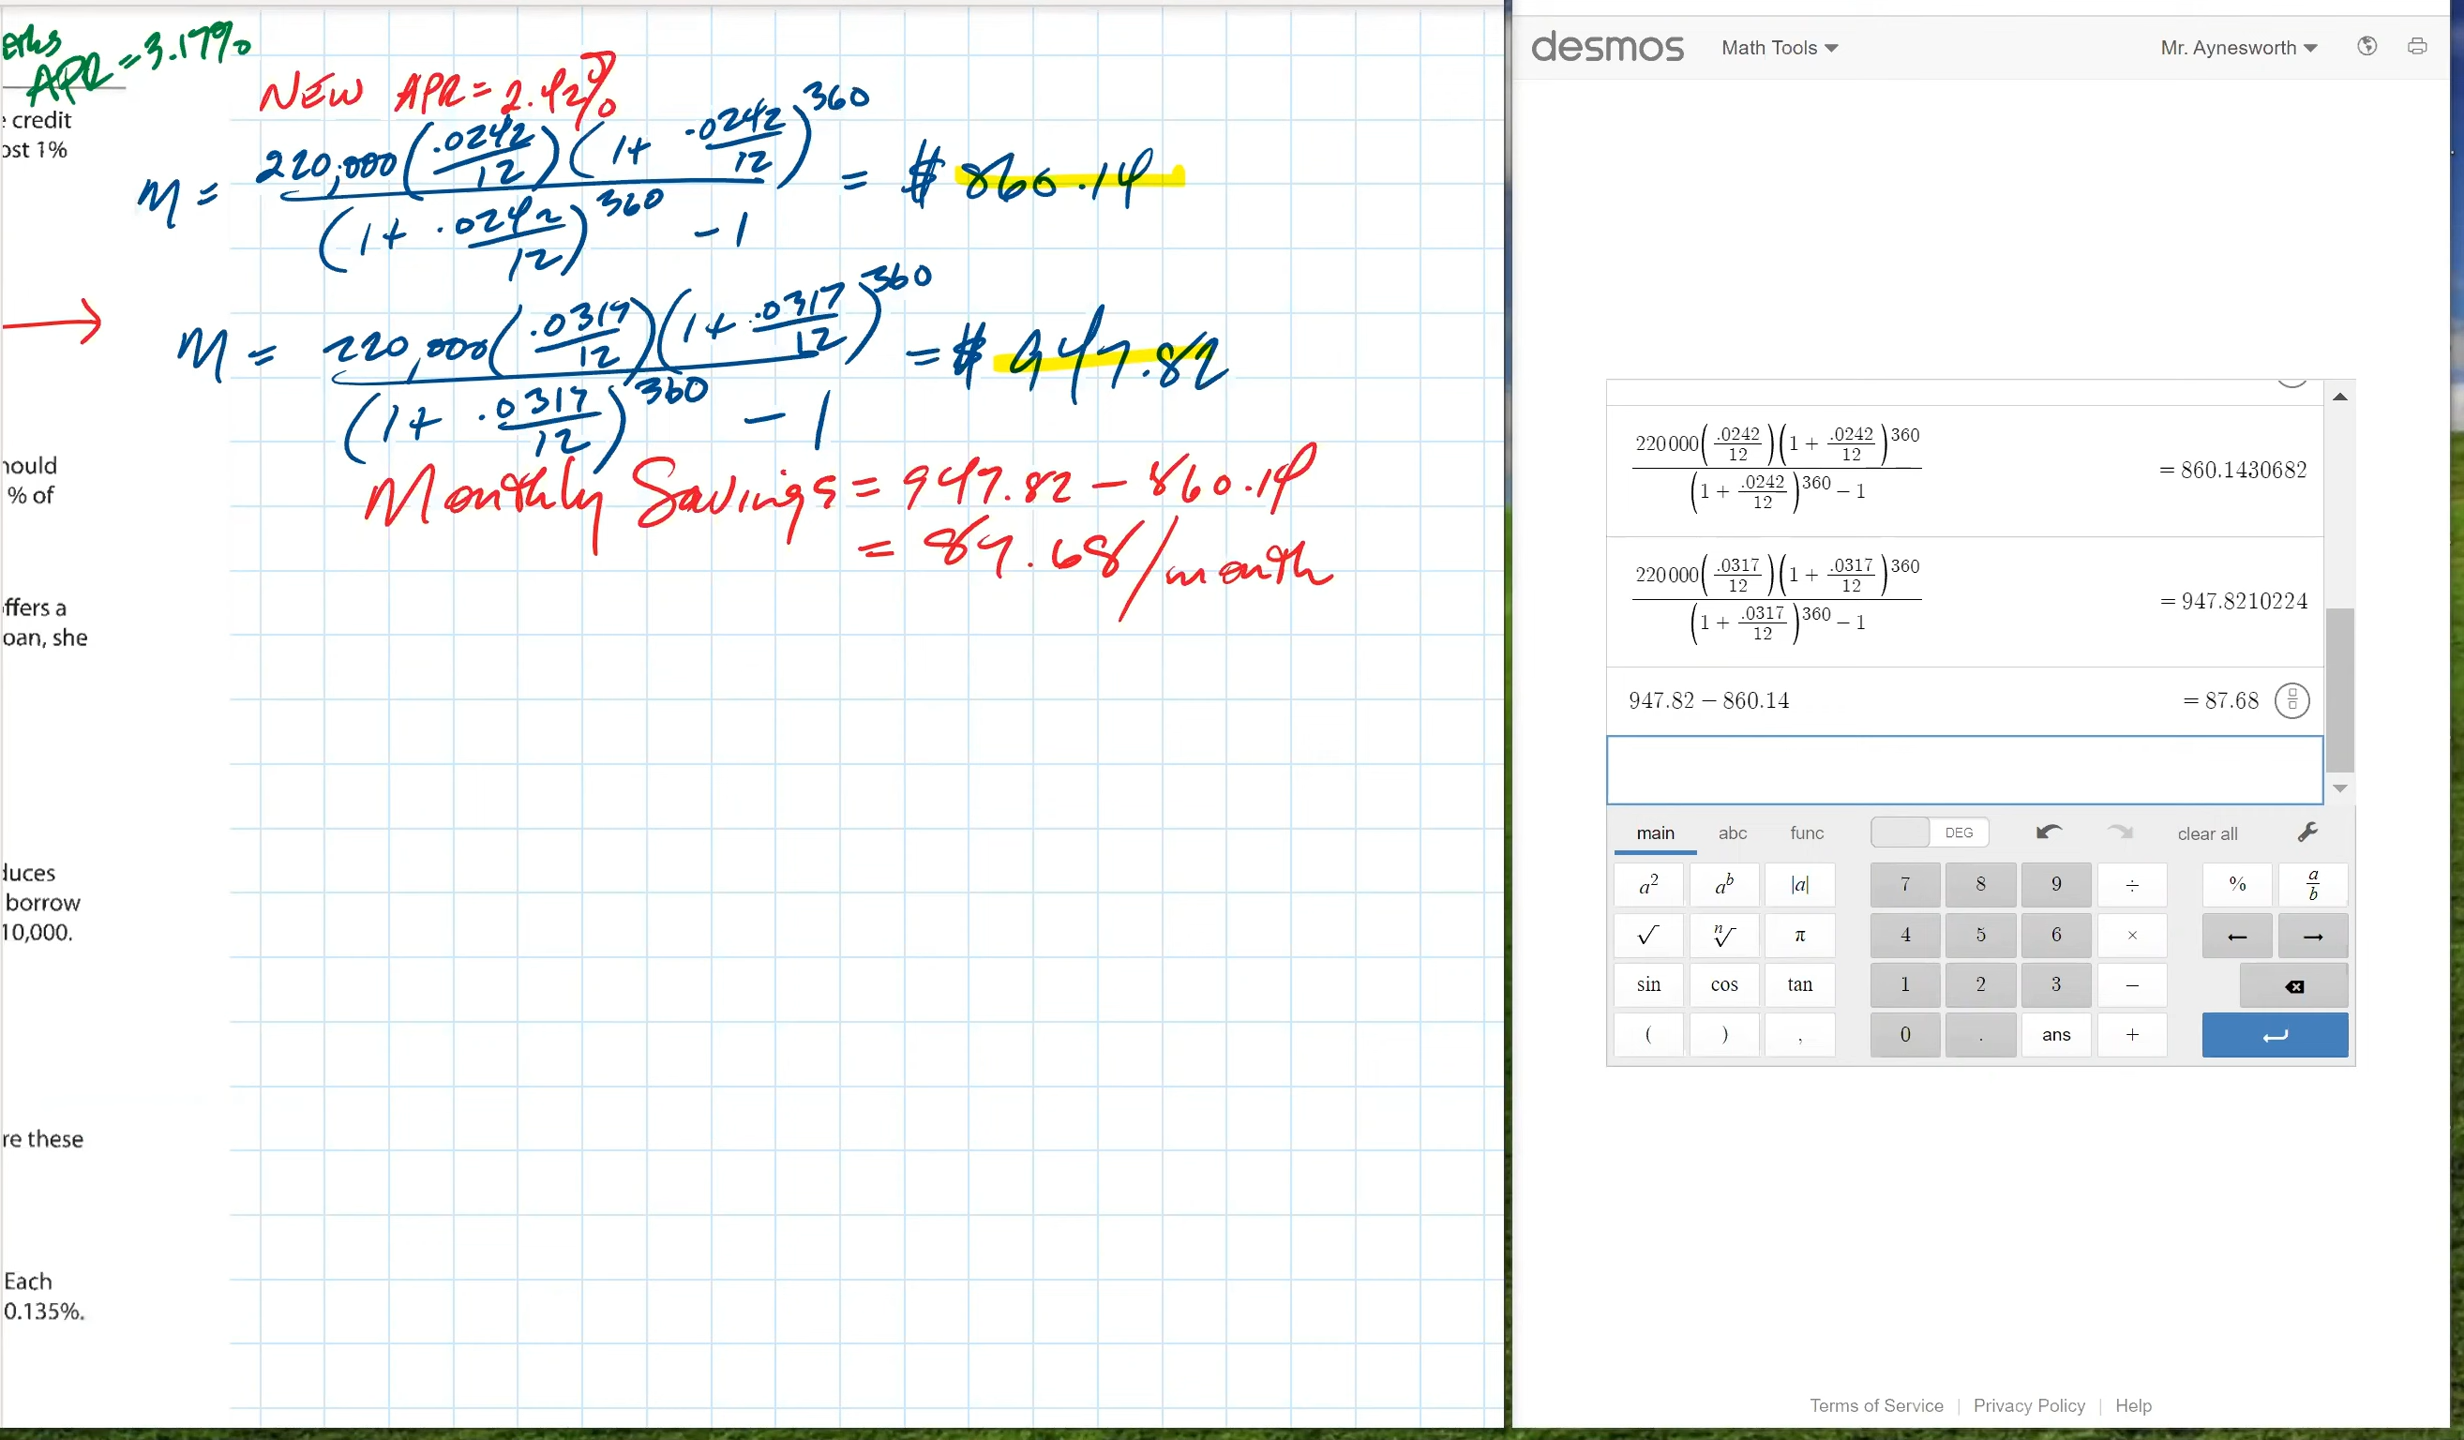 erks
APR = 3.17%
e credit
ost 1%
NEW APR = 2.42%
M = 220,000(.0242/12)(1 + .0242/12)^360 / (1 + .0242/12)^360 - 1 = $860.14
M = 220,000(.0317/12)(1 + .0317/12)^360 / (1 + .0317/12)^360 - 1 = $947.82
Monthly Savings = 947.82 - 860.14
= 87.68/month
hould
% of
ffers a
oan, she
duces
borrow
10,000.
re these
Each
0.135%.
desmos Math Tools Mr. Aynesworth
220000(.0242/12)(1 + .0242/12)^360 / (1 + .0242/12)^360 - 1 = 860.1430682
220000(.0317/12)(1 + .0317/12)^360 / (1 + .0317/12)^360 - 1 = 947.8210224
947.82 − 860.14 = 87.68
main abc func DEG clear all
a² a^b |a| 7 8 9 ÷ % a/b
√ n√ π 4 5 6 × ← →
sin cos tan 1 2 3 −
( ) , 0 . ans +
Terms of Service | Privacy Policy | Help